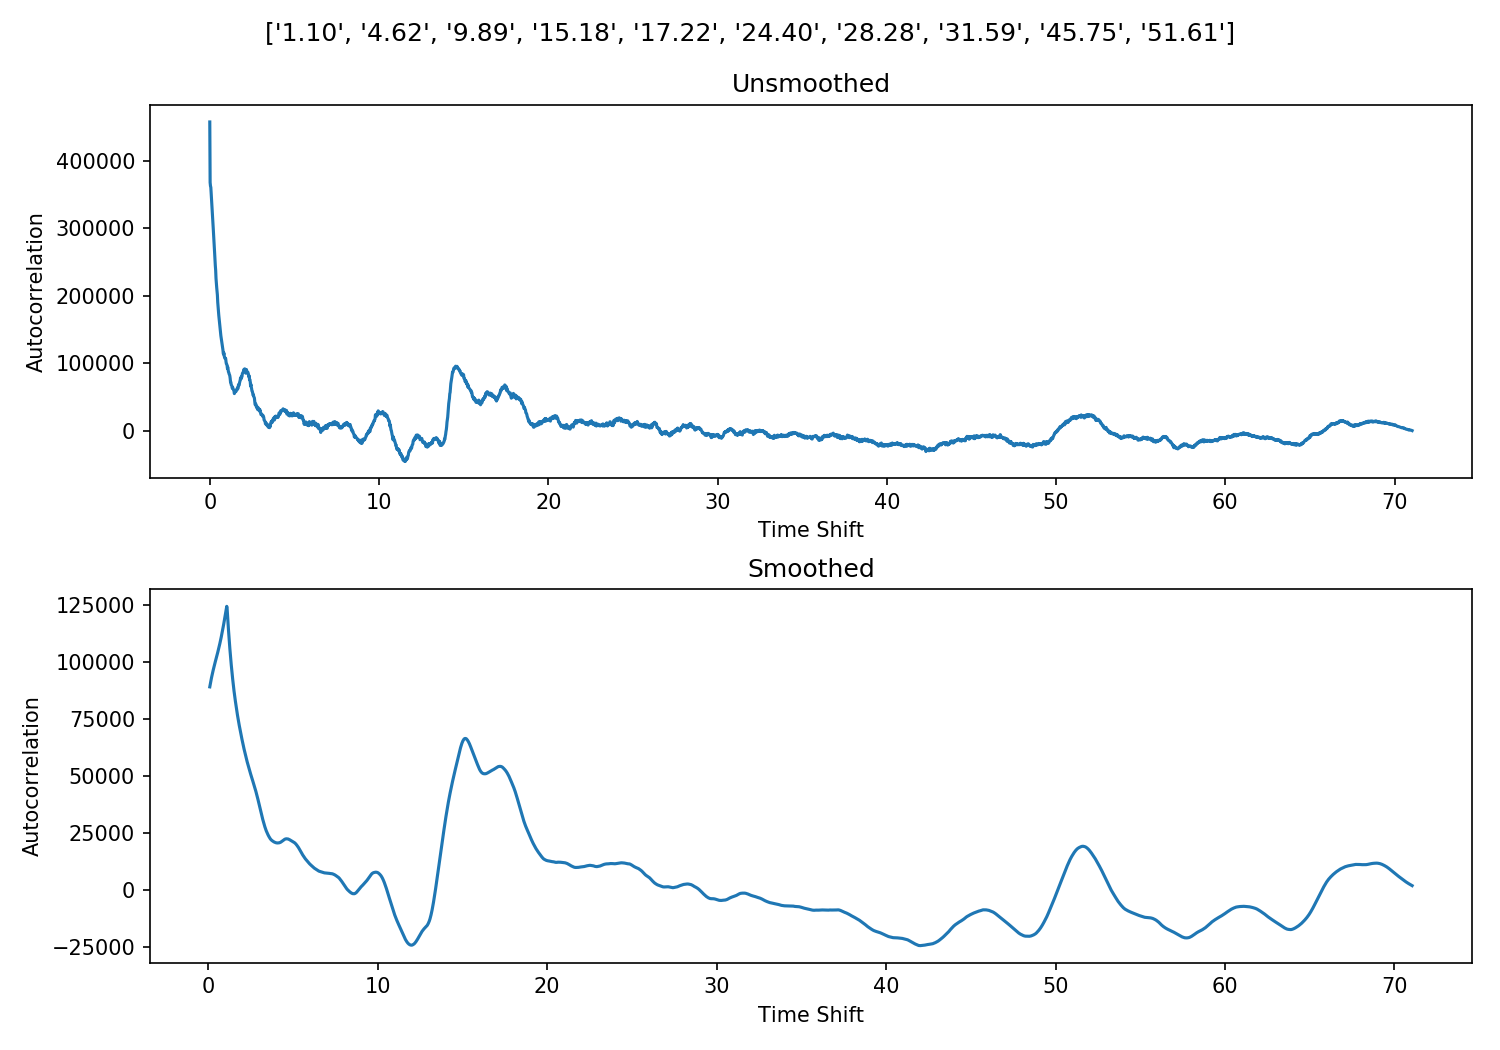 ['1.10', '4.62', '9.89', '15.18', '17.22', '24.40', '28.28', '31.59', '45.75', '51.61']
Unsmoothed
Autocorrelation
400000
300000
200000
100000
0
0 10 20 30 40 50 60 70
Time Shift
Smoothed
Autocorrelation
125000
100000
75000
50000
25000
0
−25000
0 10 20 30 40 50 60 70
Time Shift